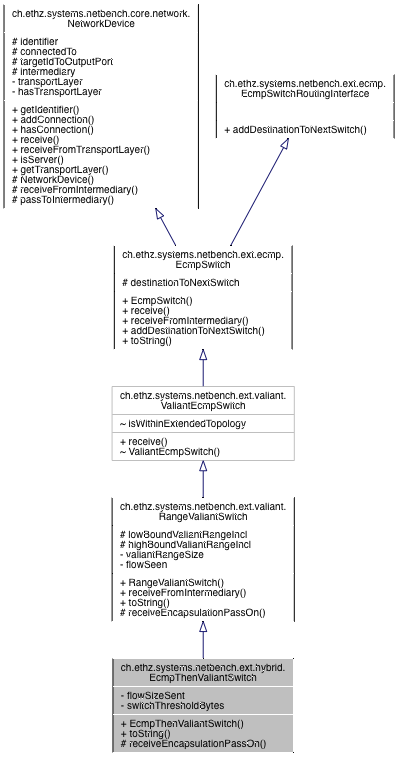 ch.ethz.systems.netbench.core.network.
NetworkDevice
# identifier
# connectedTo
# targetIdToOutputPort
# intermediary
- transportLayer
- hasTransportLayer
+ getIdentifier()
+ addConnection()
+ hasConnection()
+ receive()
+ receiveFromTransportLayer()
+ isServer()
+ getTransportLayer()
# NetworkDevice()
# receiveFromIntermediary()
# passToIntermediary()
ch.ethz.systems.netbench.ext.ecmp.
EcmpSwitchRoutingInterface
+ addDestinationToNextSwitch()
ch.ethz.systems.netbench.ext.ecmp.
EcmpSwitch
# destinationToNextSwitch
+ EcmpSwitch()
+ receive()
+ receiveFromIntermediary()
+ addDestinationToNextSwitch()
+ toString()
ch.ethz.systems.netbench.ext.valiant.
ValiantEcmpSwitch
~ isWithinExtendedTopology
+ receive()
~ ValiantEcmpSwitch()
ch.ethz.systems.netbench.ext.valiant.
RangeValiantSwitch
# lowBoundValiantRangeIncl
# highBoundValiantRangeIncl
- valiantRangeSize
- flowSeen
+ RangeValiantSwitch()
+ receiveFromIntermediary()
+ toString()
# receiveEncapsulationPassOn()
ch.ethz.systems.netbench.ext.hybrid.
EcmpThenValiantSwitch
- flowSizeSent
- switchThresholdBytes
+ EcmpThenValiantSwitch()
+ toString()
# receiveEncapsulationPassOn()